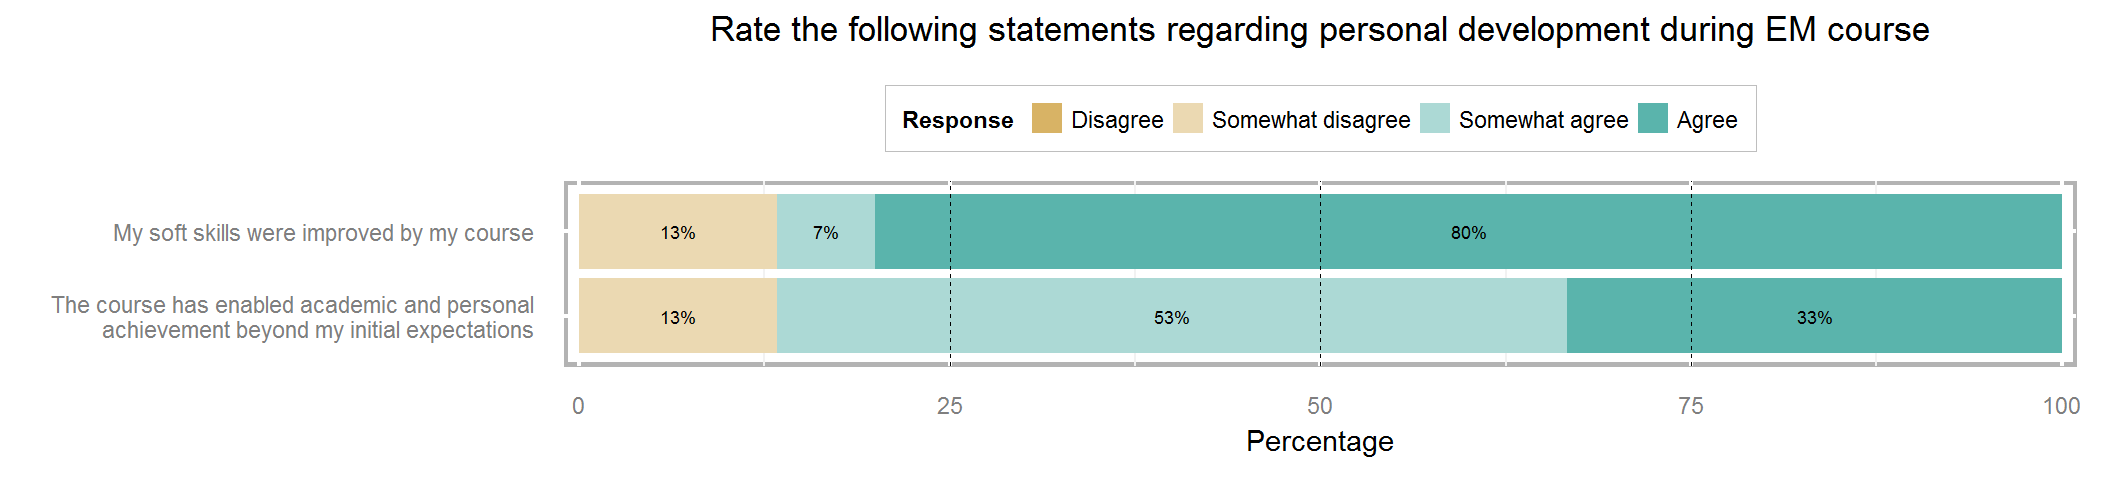 Rate the following statements regarding personal development during EM course
Response Disagree Somewhat disagree Somewhat agree Agree
My soft skills were improved by my course
13% 7% 80%
The course has enabled academic and personal
achievement beyond my initial expectations
13% 53% 33%
0 25 50 75 100
Percentage